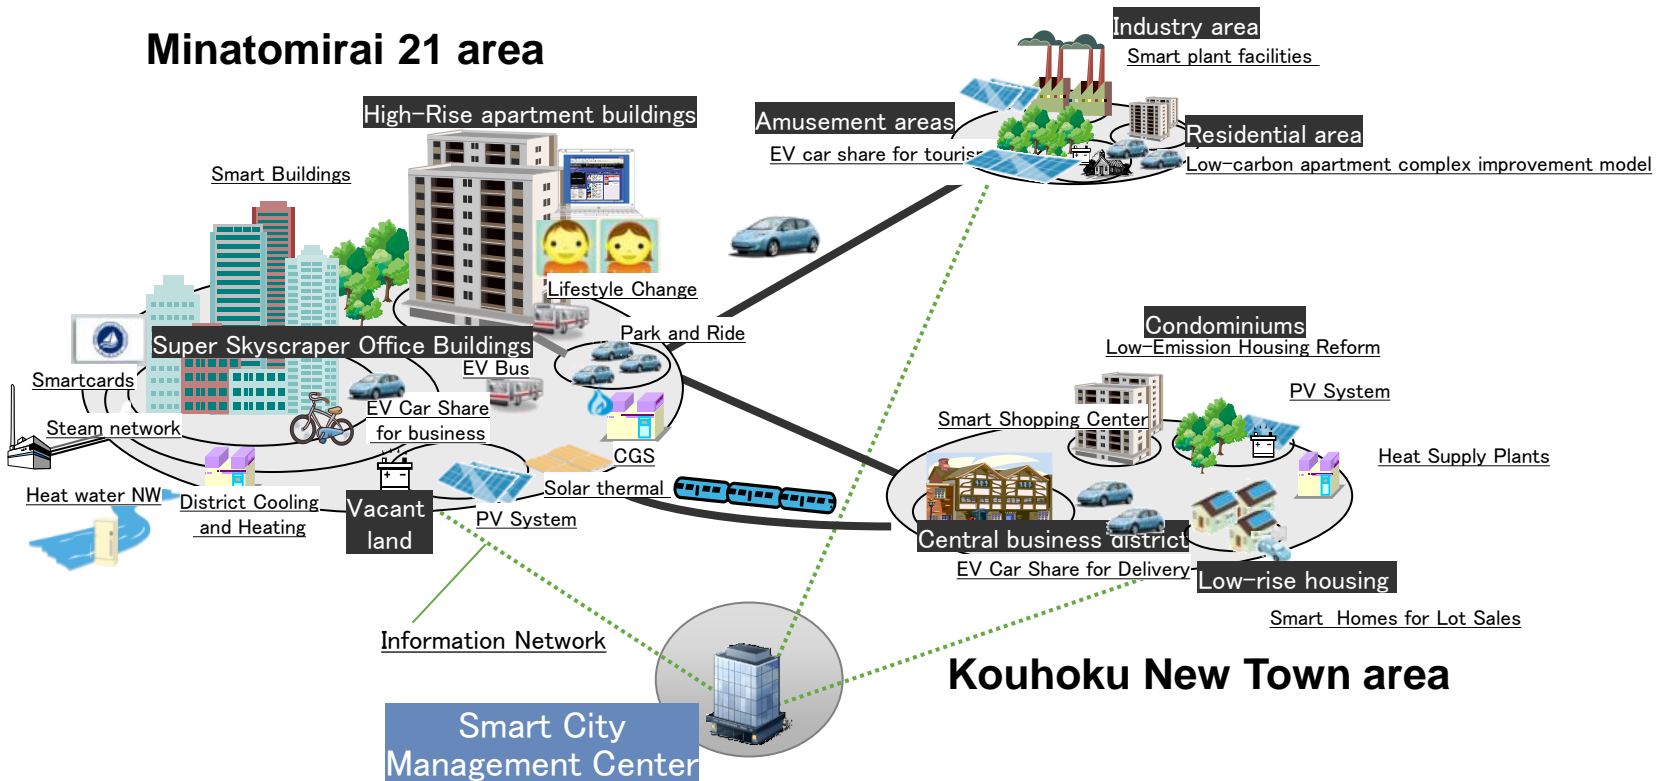 Minatomirai 21 area
Industry area
Smart plant facilities
High-Rise apartment buildings
Amusement areas
EV car share for tourism
Residential area
Low-carbon apartment complex improvement model
Smart Buildings
Lifestyle Change
Park and Ride
Super Skyscraper Office Buildings
EV Bus
Smartcards
EV Car Share
for business
Steam network
CGS
Solar thermal
PV System
Heat water NW
District Cooling
and Heating
Vacant
land
Condominiums
Low-Emission Housing Reform
PV System
Smart Shopping Center
Heat Supply Plants
Central business district
EV Car Share for Delivery
Low-rise housing
Smart Homes for Lot Sales
Information Network
Kouhoku New Town area
Smart City
Management Center